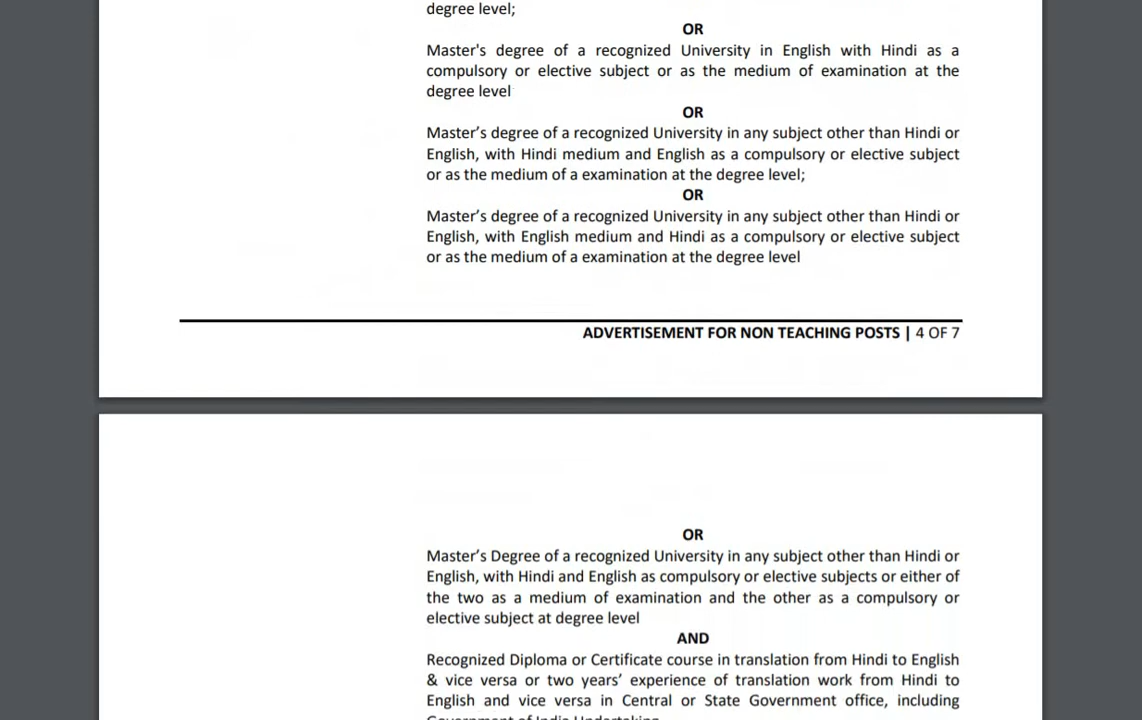 degree level;
OR
Master's degree of a recognized University in English with Hindi as a
compulsory or elective subject or as the medium of examination at the
degree level
OR
Master's degree of a recognized University in any subject other than Hindi or
English, with Hindi medium and English as a compulsory or elective subject
or as the medium of a examination at the degree level;
OR
Master's degree of a recognized University in any subject other than Hindi or
English, with English medium and Hindi as a compulsory or elective subject
or as the medium of a examination at the degree level
ADVERTISEMENT FOR NON TEACHING POSTS | 4 OF 7
OR
Master's Degree of a recognized University in any subject other than Hindi or
English, with Hindi and English as compulsory or elective subjects or either of
the two as a medium of examination and the other as a compulsory or
elective subject at degree level
AND
Recognized Diploma or Certificate course in translation from Hindi to English
& vice versa or two years' experience of translation work from Hindi to
English and vice versa in Central or State Government office, including
Government of India Undertaking